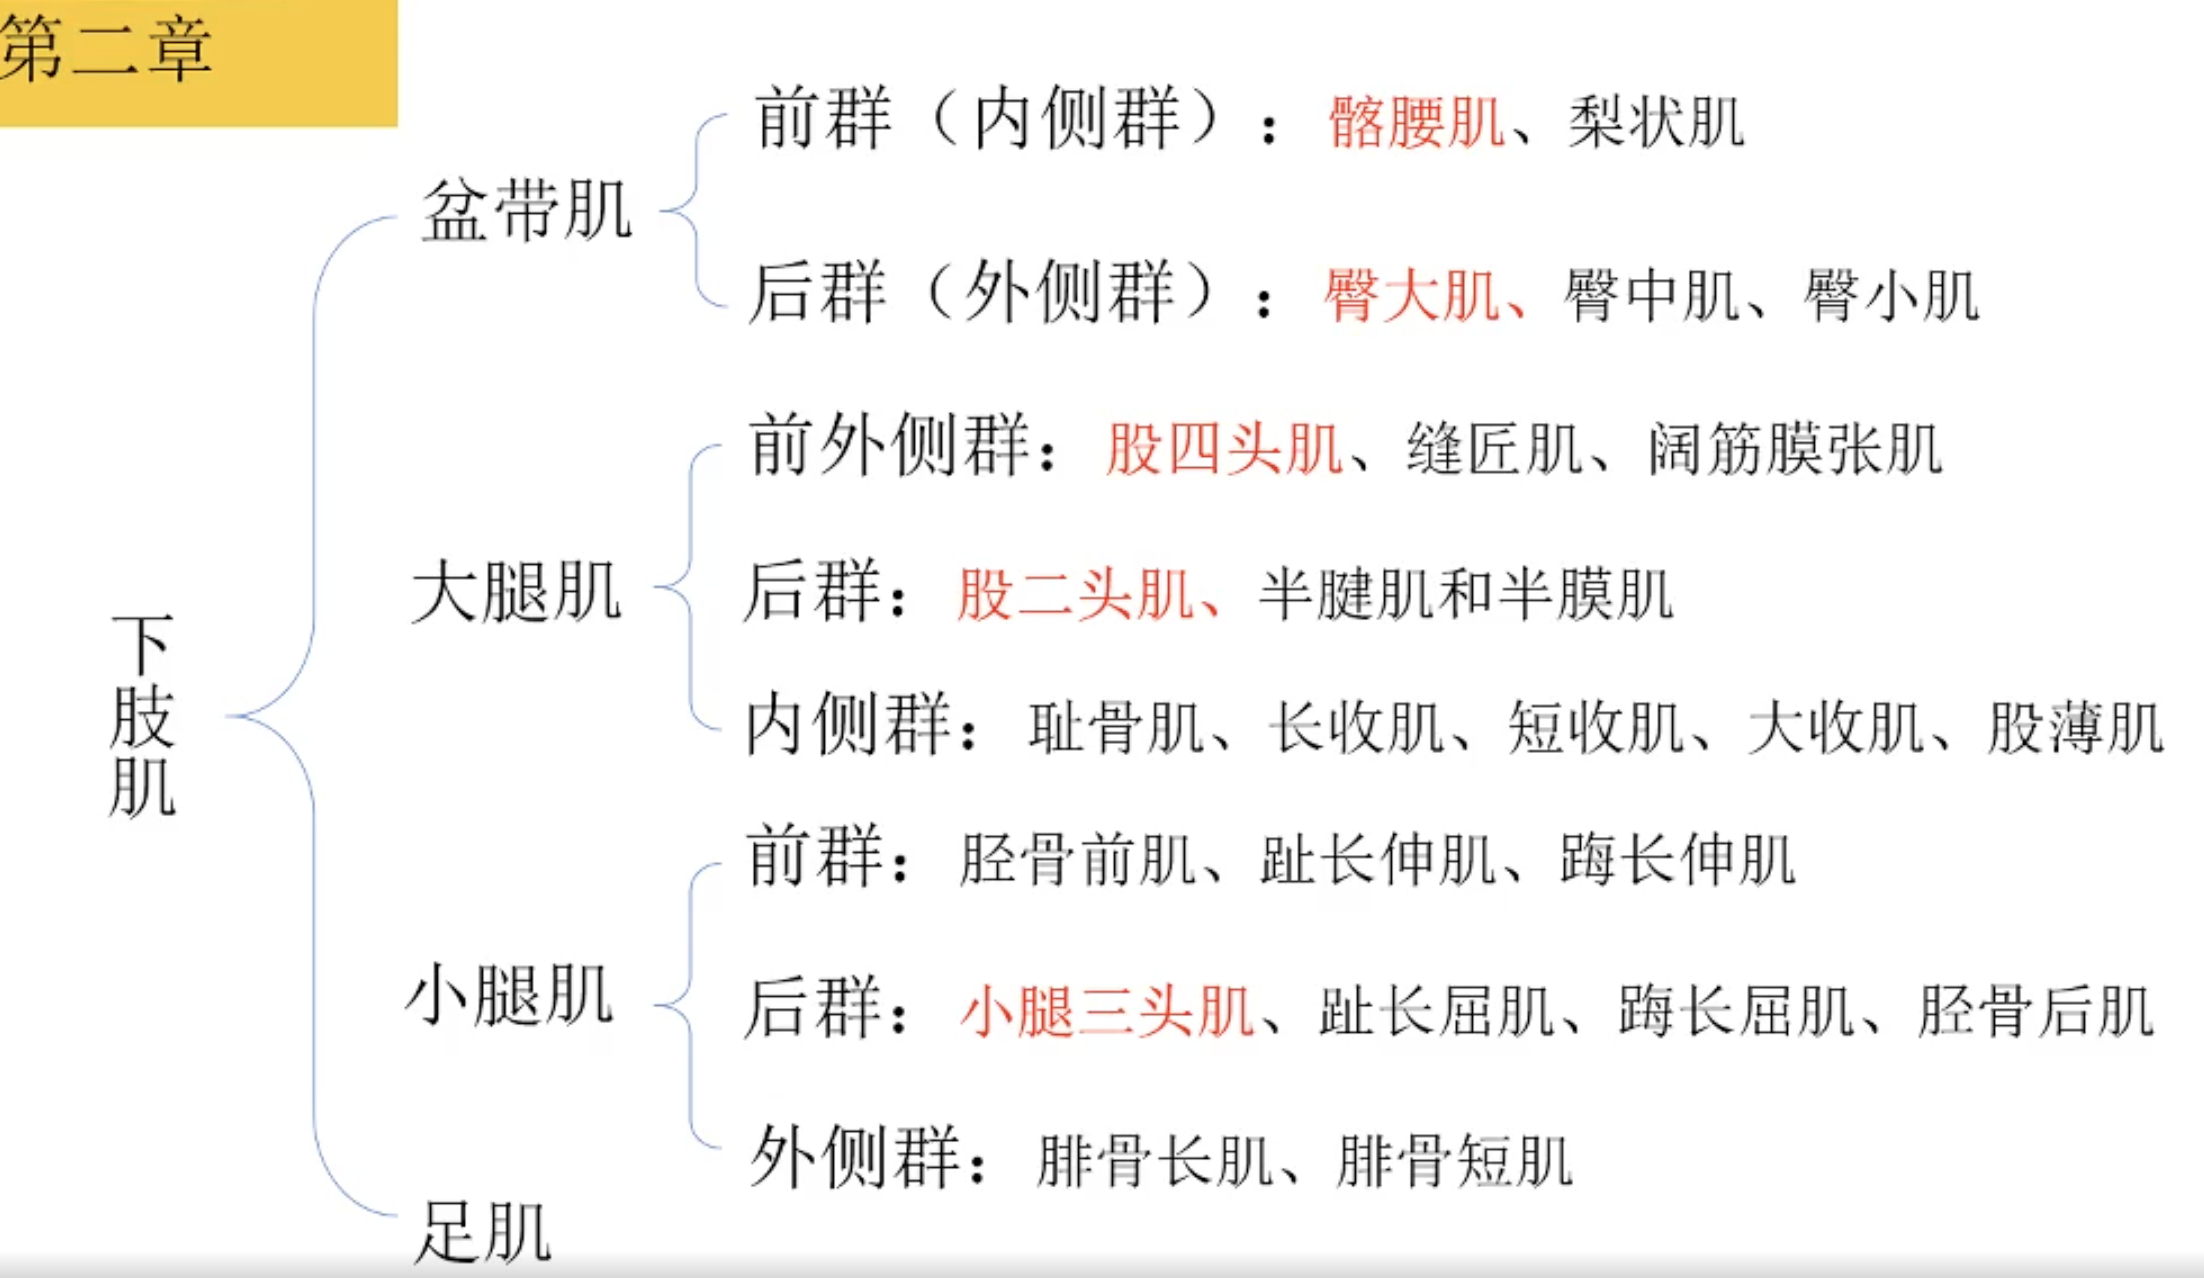 第二章
下肢肌
盆带肌
前群（内侧群）：髂腰肌、梨状肌
后群（外侧群）：臀大肌、臀中肌、臀小肌
大腿肌
前外侧群：股四头肌、缝匠肌、阔筋膜张肌
后群：股二头肌、半腱肌和半膜肌
内侧群：耻骨肌、长收肌、短收肌、大收肌、股薄肌
小腿肌
前群：胫骨前肌、趾长伸肌、踇长伸肌
后群：小腿三头肌、趾长屈肌、踇长屈肌、胫骨后肌
外侧群：腓骨长肌、腓骨短肌
足肌